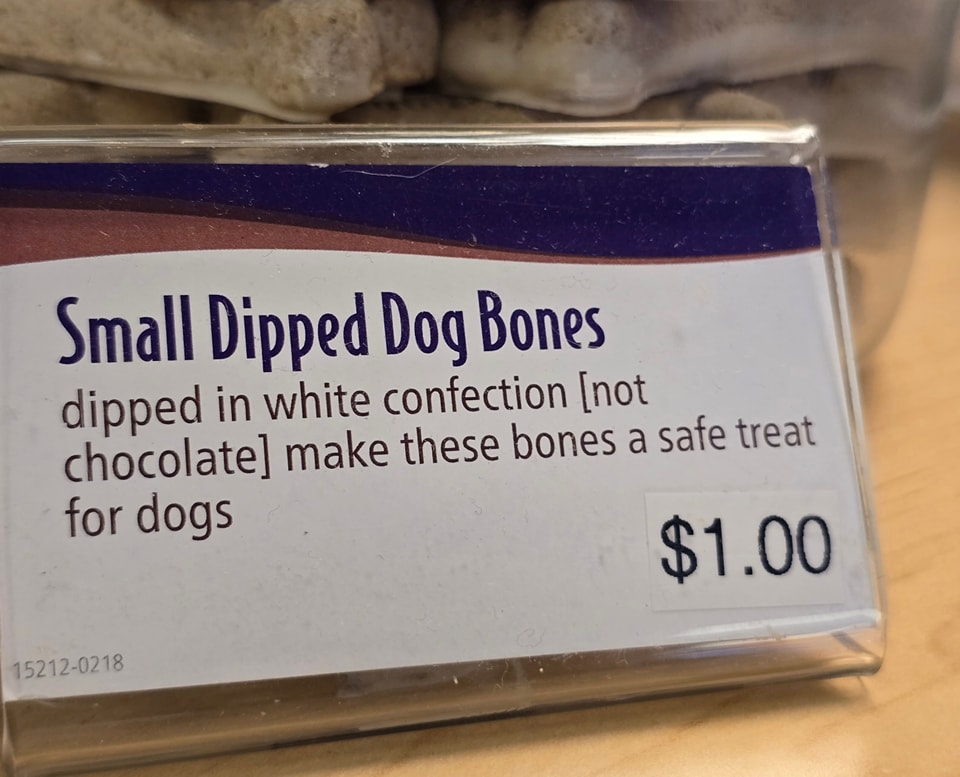 Small Dipped Dog Bones
dipped in white confection [not
chocolate] make these bones a safe treat
for dogs
$1.00
15212-0218